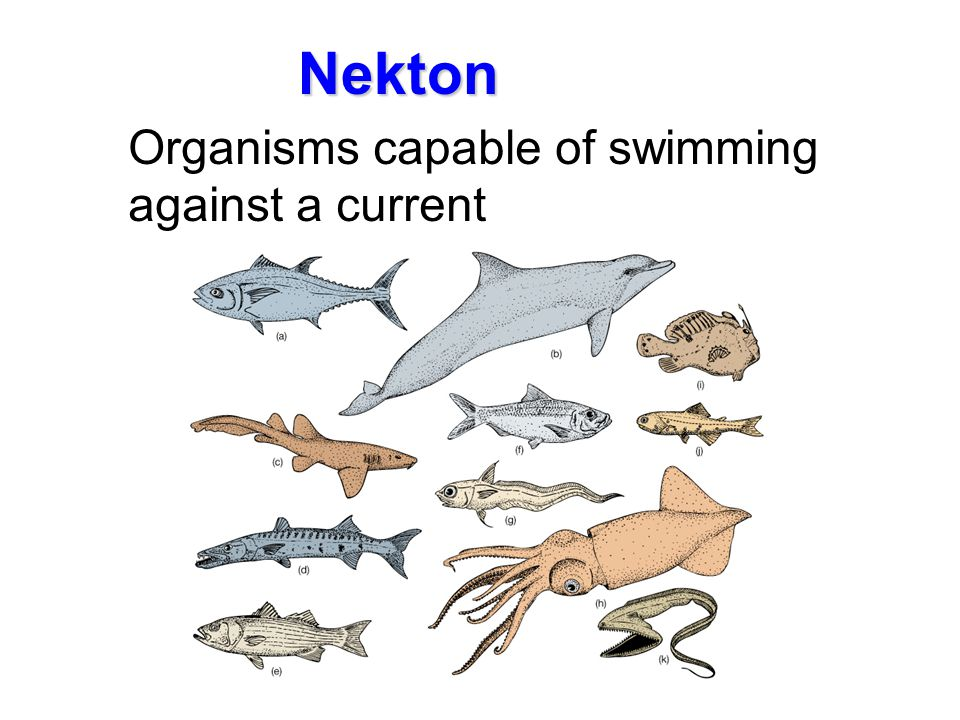 Nekton
Organisms capable of swimming
against a current
(a)
(b)
(i)
(c)
(f)
(j)
(g)
(d)
(h)
(e)
(k)